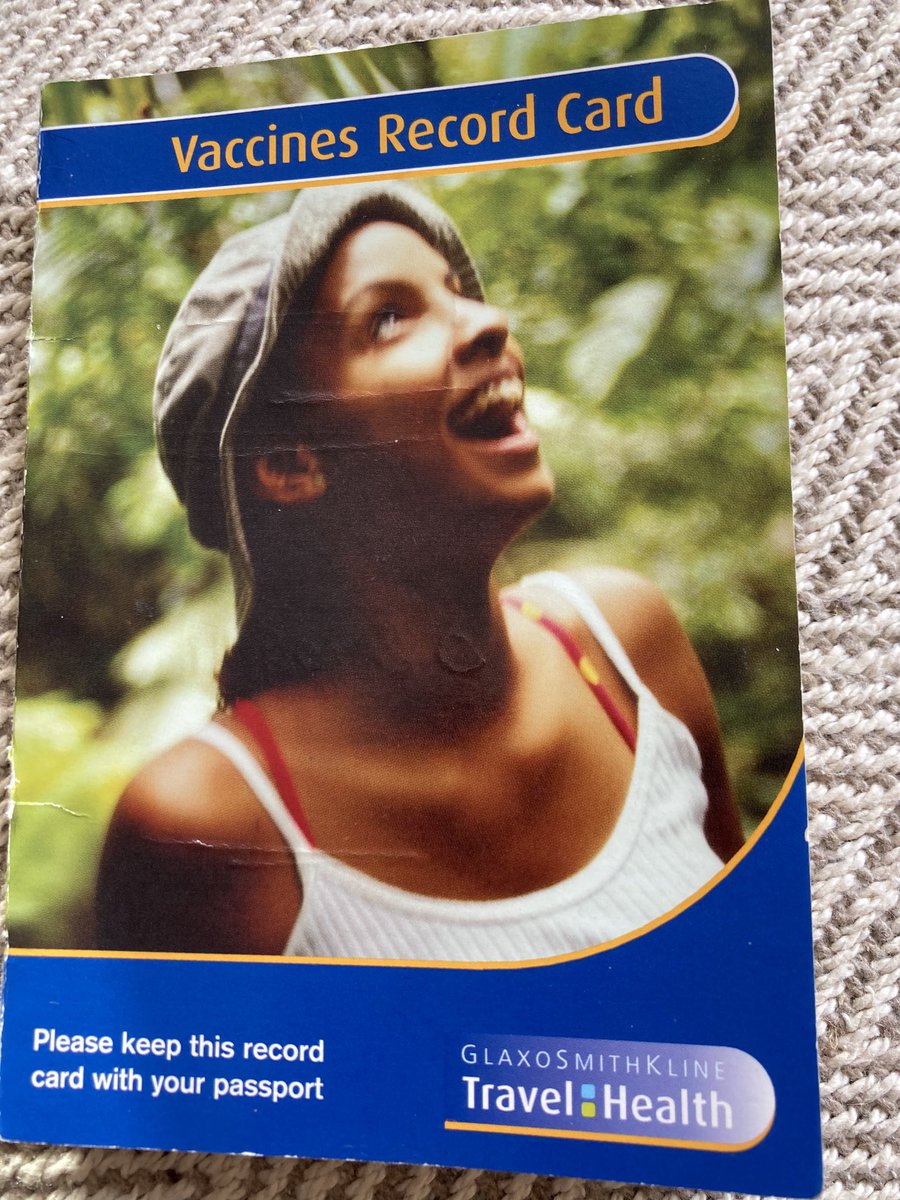 Vaccines Record Card
Please keep this record
card with your passport
GLAXOSMITHKLINE
Travel Health